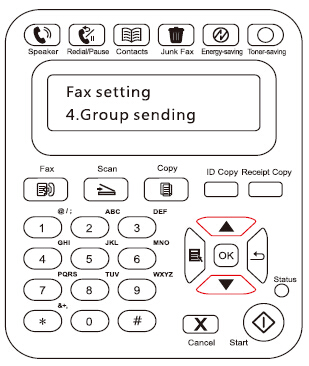 Speaker Redial/Pause Contacts Junk Fax Energy-saving Toner-saving
Fax setting
4.Group sending
Fax Scan Copy ID Copy Receipt Copy
@ / : ABC DEF
1 2 3
GHI JKL MNO
4 5 6 OK
PQRS TUV WXYZ
7 8 9 Status
&+,
* 0 # X
Cancel Start